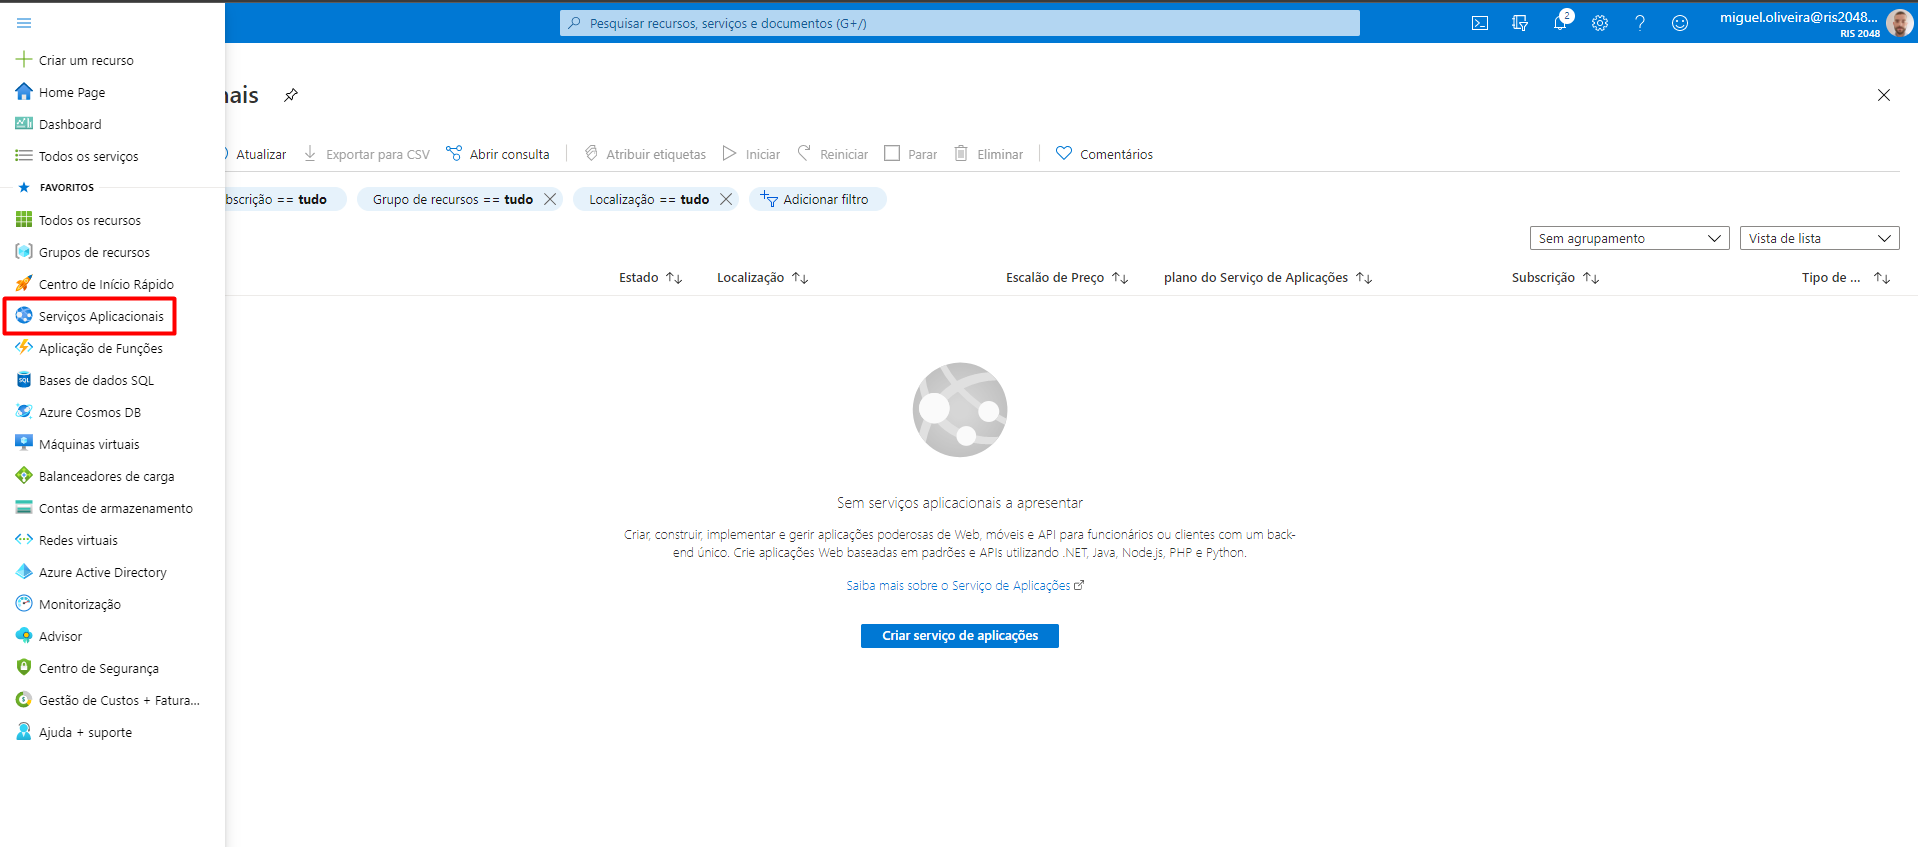 Pesquisar recursos, serviços e documentos (G+/)
2
miguel.oliveira@ris2048...
RIS 2048
Criar um recurso
Home Page
Dashboard
Todos os serviços
FAVORITOS
Todos os recursos
Grupos de recursos
Centro de Início Rápido
Serviços Aplicacionais
Aplicação de Funções
Bases de dados SQL
Azure Cosmos DB
Máquinas virtuais
Balanceadores de carga
Contas de armazenamento
Redes virtuais
Azure Active Directory
Monitorização
Advisor
Centro de Segurança
Gestão de Custos + Fatura...
Ajuda + suporte
nais
Atualizar Exportar para CSV Abrir consulta Atribuir etiquetas Iniciar Reiniciar Parar Eliminar Comentários
bscrição == tudo Grupo de recursos == tudo Localização == tudo Adicionar filtro
Sem agrupamento Vista de lista
Estado Localização Escalão de Preço plano do Serviço de Aplicações Subscrição Tipo de ...
Sem serviços aplicacionais a apresentar
Criar, construir, implementar e gerir aplicações poderosas de Web, móveis e API para funcionários ou clientes com um back-
end único. Crie aplicações Web baseadas em padrões e APIs utilizando .NET, Java, Node.js, PHP e Python.
Saiba mais sobre o Serviço de Aplicações
Criar serviço de aplicações